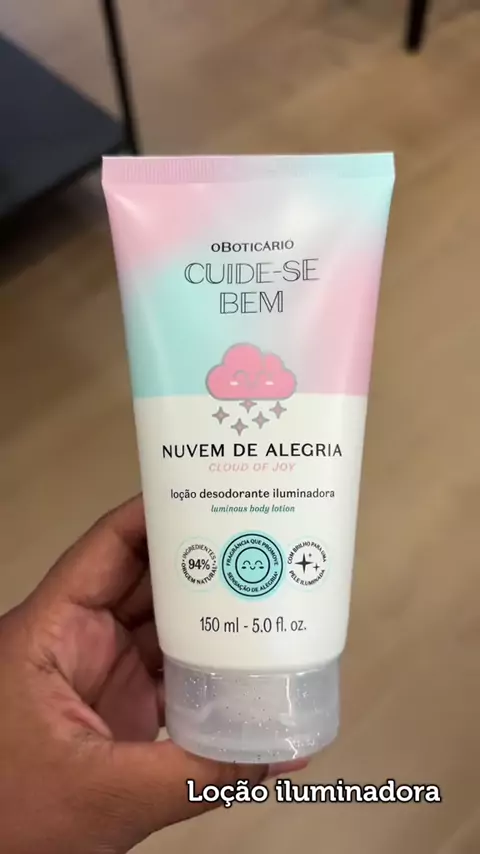 oBOTICÁRIO
CUIDE-SE
BEM
NUVEM DE ALEGRIA
CLOUD OF JOY
loção desodorante iluminadora
luminous body lotion
INGREDIENTES
94%
ORIGEM NATURAL
FRAGRÂNCIA QUE PROMOVE
SENSAÇÃO DE ALEGRIA
COM BRILHO PARA UMA
PELE ILUMINADA
150 ml - 5.0 fl. oz.
Loção iluminadora